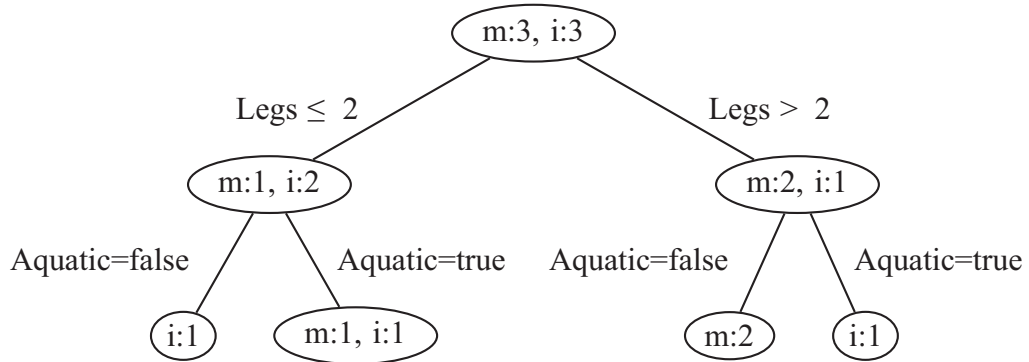 m:3, i:3
Legs ≤ 2
Legs > 2
m:1, i:2
m:2, i:1
Aquatic=false
Aquatic=true
Aquatic=false
Aquatic=true
i:1
m:1, i:1
m:2
i:1